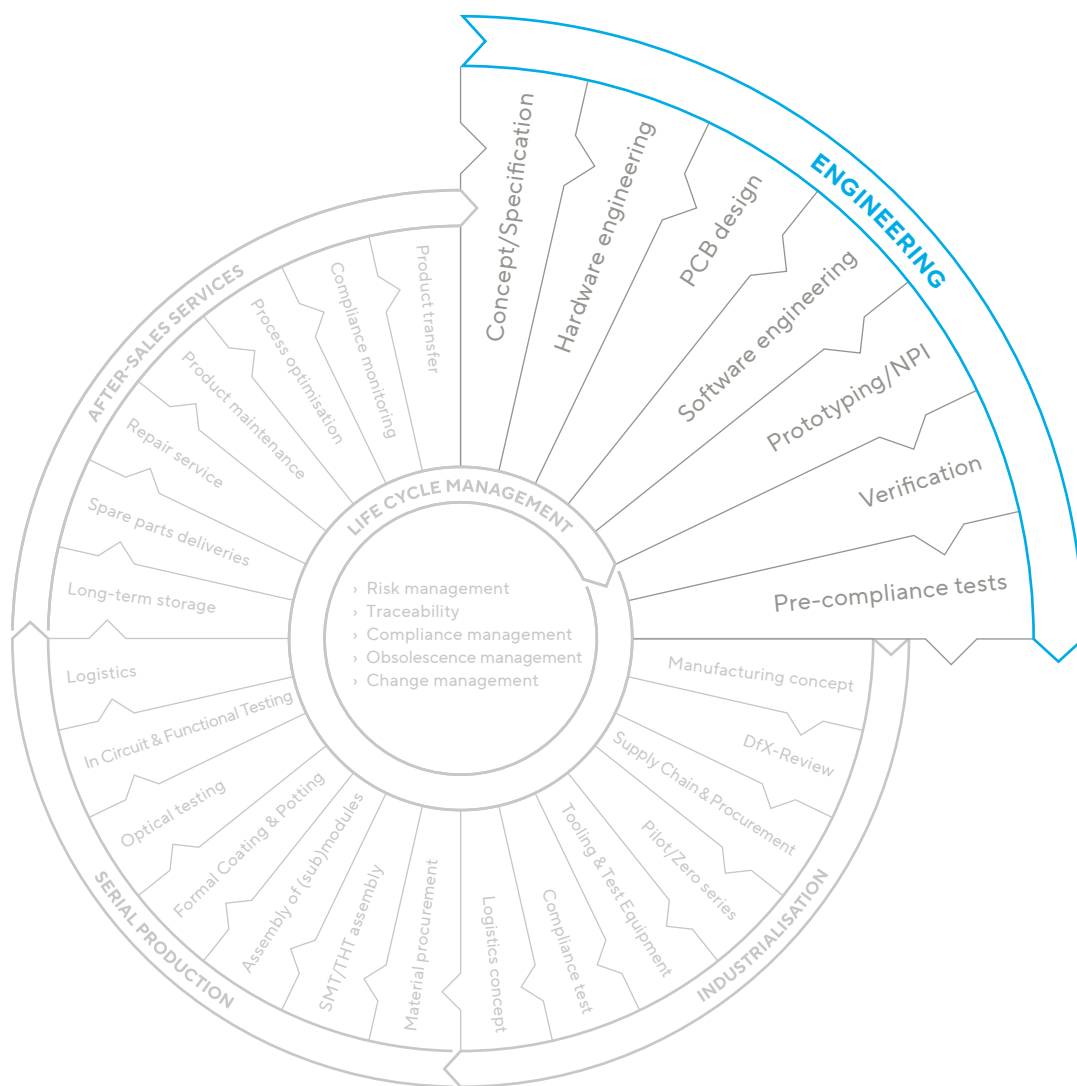 ENGINEERING
Concept/Specification
Hardware engineering
PCB design
Software engineering
Prototyping/NPI
Verification
Pre-compliance tests
INDUSTRIALISATION
Manufacturing concept
DfX-Review
Supply Chain & Procurement
Pilot/Zero series
Tooling & Test Equipment
Compliance test
Logistics concept
SERIAL PRODUCTION
Material procurement
SMT/THT assembly
Assembly of (sub)modules
Formal Coating & Potting
Optical testing
In Circuit & Functional Testing
Logistics
AFTER-SALES SERVICES
Long-term storage
Spare parts deliveries
Repair service
Product maintenance
Process optimisation
Compliance monitoring
Product transfer
LIFE CYCLE MANAGEMENT
› Risk management
› Traceability
› Compliance management
› Obsolescence management
› Change management